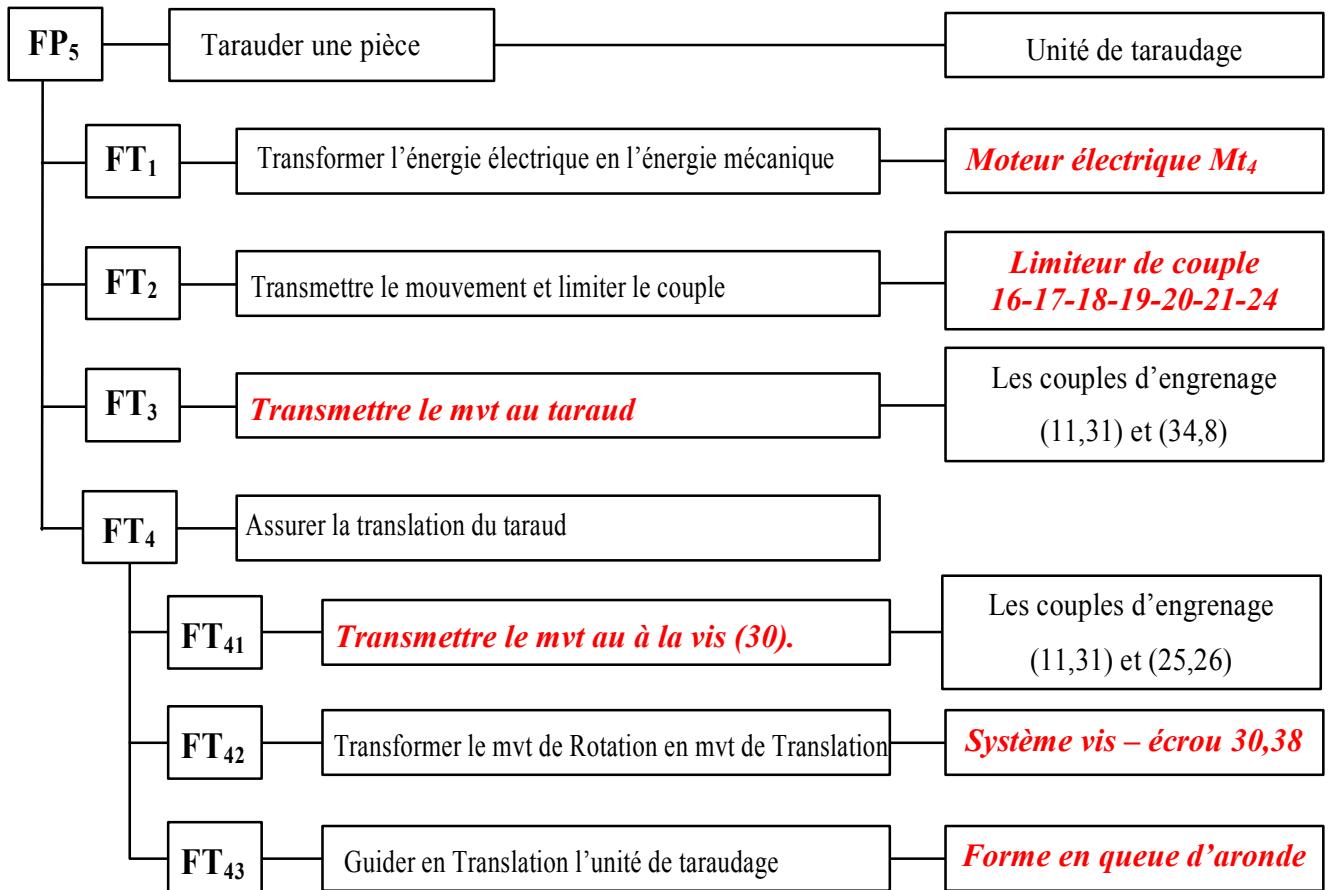 FP5 Tarauder une pièce Unité de taraudage
FT1 Transformer l’énergie électrique en l’énergie mécanique Moteur électrique Mt4
FT2 Transmettre le mouvement et limiter le couple Limiteur de couple
16-17-18-19-20-21-24
FT3 Transmettre le mvt au taraud Les couples d’engrenage
(11,31) et (34,8)
FT4 Assurer la translation du taraud
FT41 Transmettre le mvt au à la vis (30). Les couples d’engrenage
(11,31) et (25,26)
FT42 Transformer le mvt de Rotation en mvt de Translation Système vis – écrou 30,38
FT43 Guider en Translation l’unité de taraudage Forme en queue d’aronde